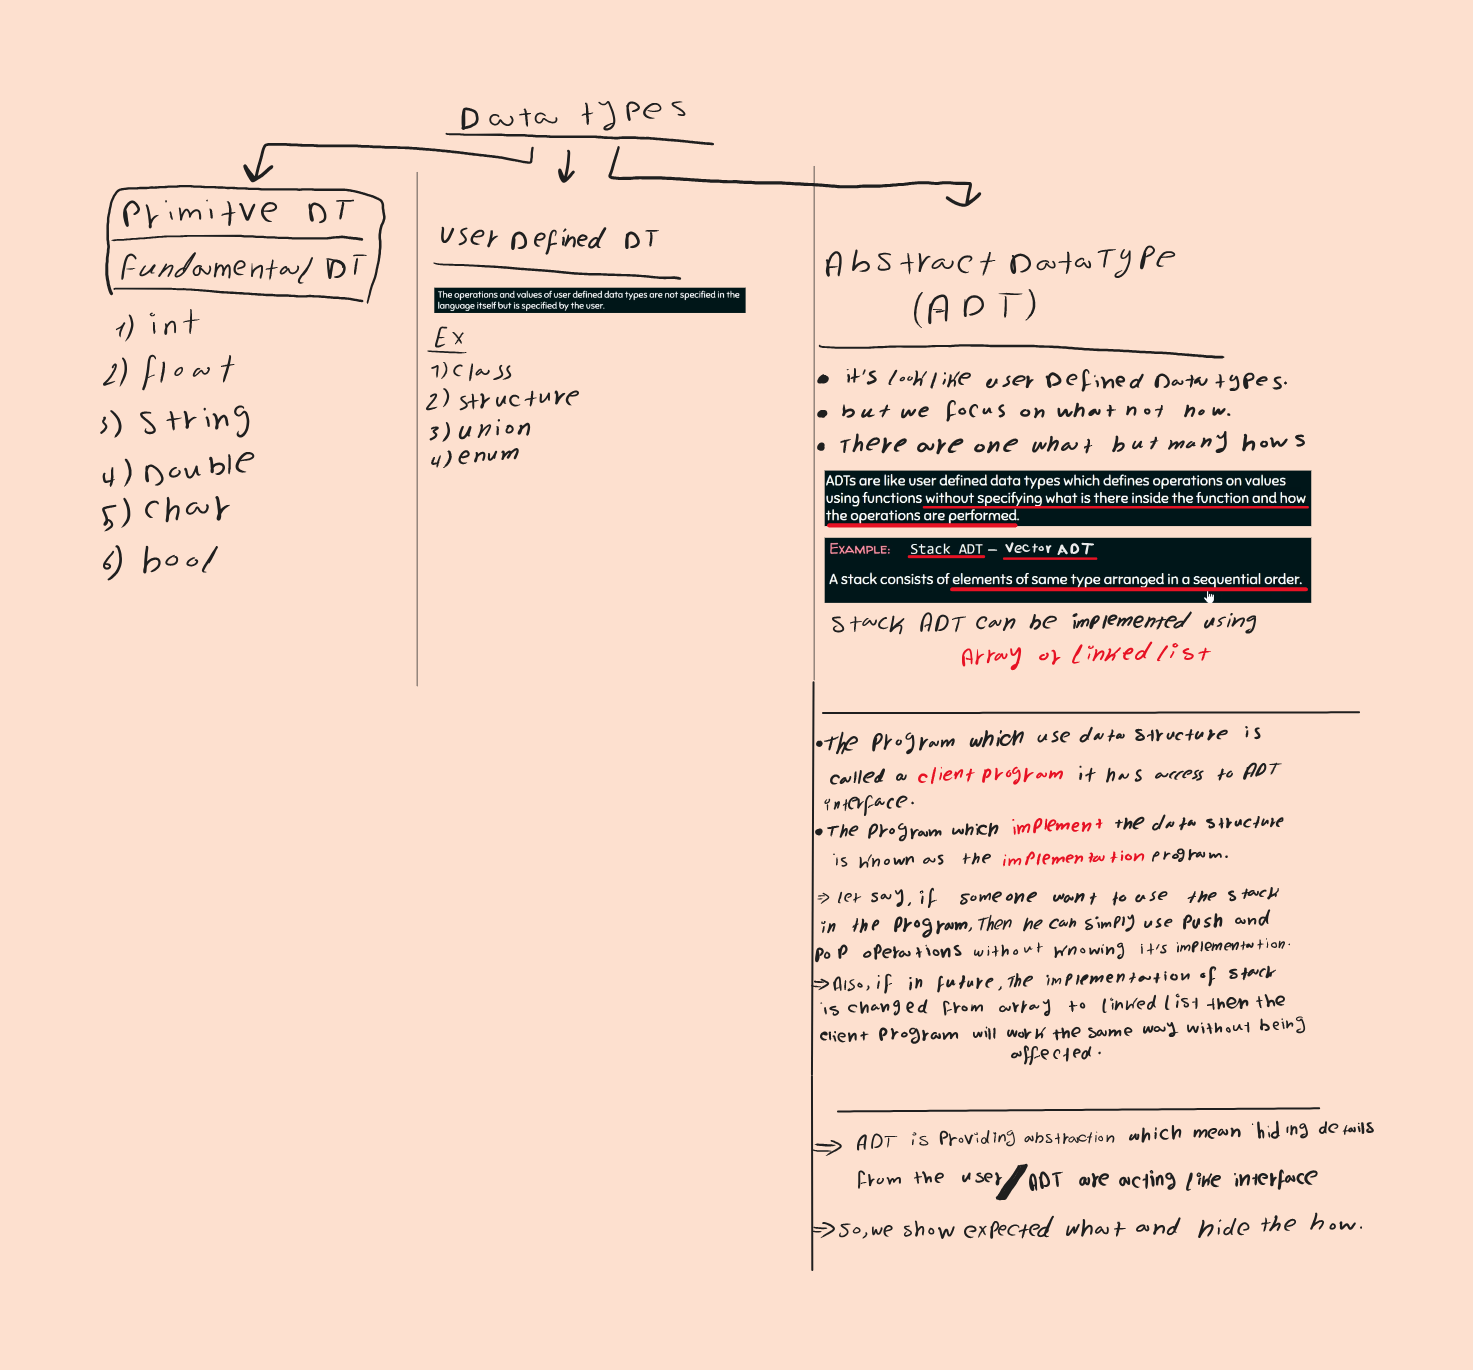 Data types
Primitve DT
Fundamental DT
1) int
2) float
3) String
4) Double
5) char
6) bool
User Defined DT
The operations and values of user defined data types are not specified in the
language itself but is specified by the user.
Ex
1) class
2) structure
3) union
4) enum
Abstract Data Type
(ADT)
• it's look like user Defined Data types.
• but we focus on what not how.
• There are one what but many hows
ADTs are like user defined data types which defines operations on values
using functions without specifying what is there inside the function and how
the operations are performed.
EXAMPLE: Stack ADT – Vector ADT
A stack consists of elements of same type arranged in a sequential order.
Stack ADT can be implemented using
Array or linked list
• The program which use data structure is
called a client program it has access to ADT
interface.
• The program which implement the data structure
is known as the implementation program.
⇒ let say, if someone want to use the stack
in the program, Then he can simply use Push and
POP operations without knowing it's implementation.
⇒ Also, if in future, The implementation of stack
is changed from array to linked list then the
client program will work the same way without being
affected.
⇒ ADT is Providing abstraction which mean hiding details
from the user / ADT are acting like interface
⇒ So, we show expected what and hide the how.